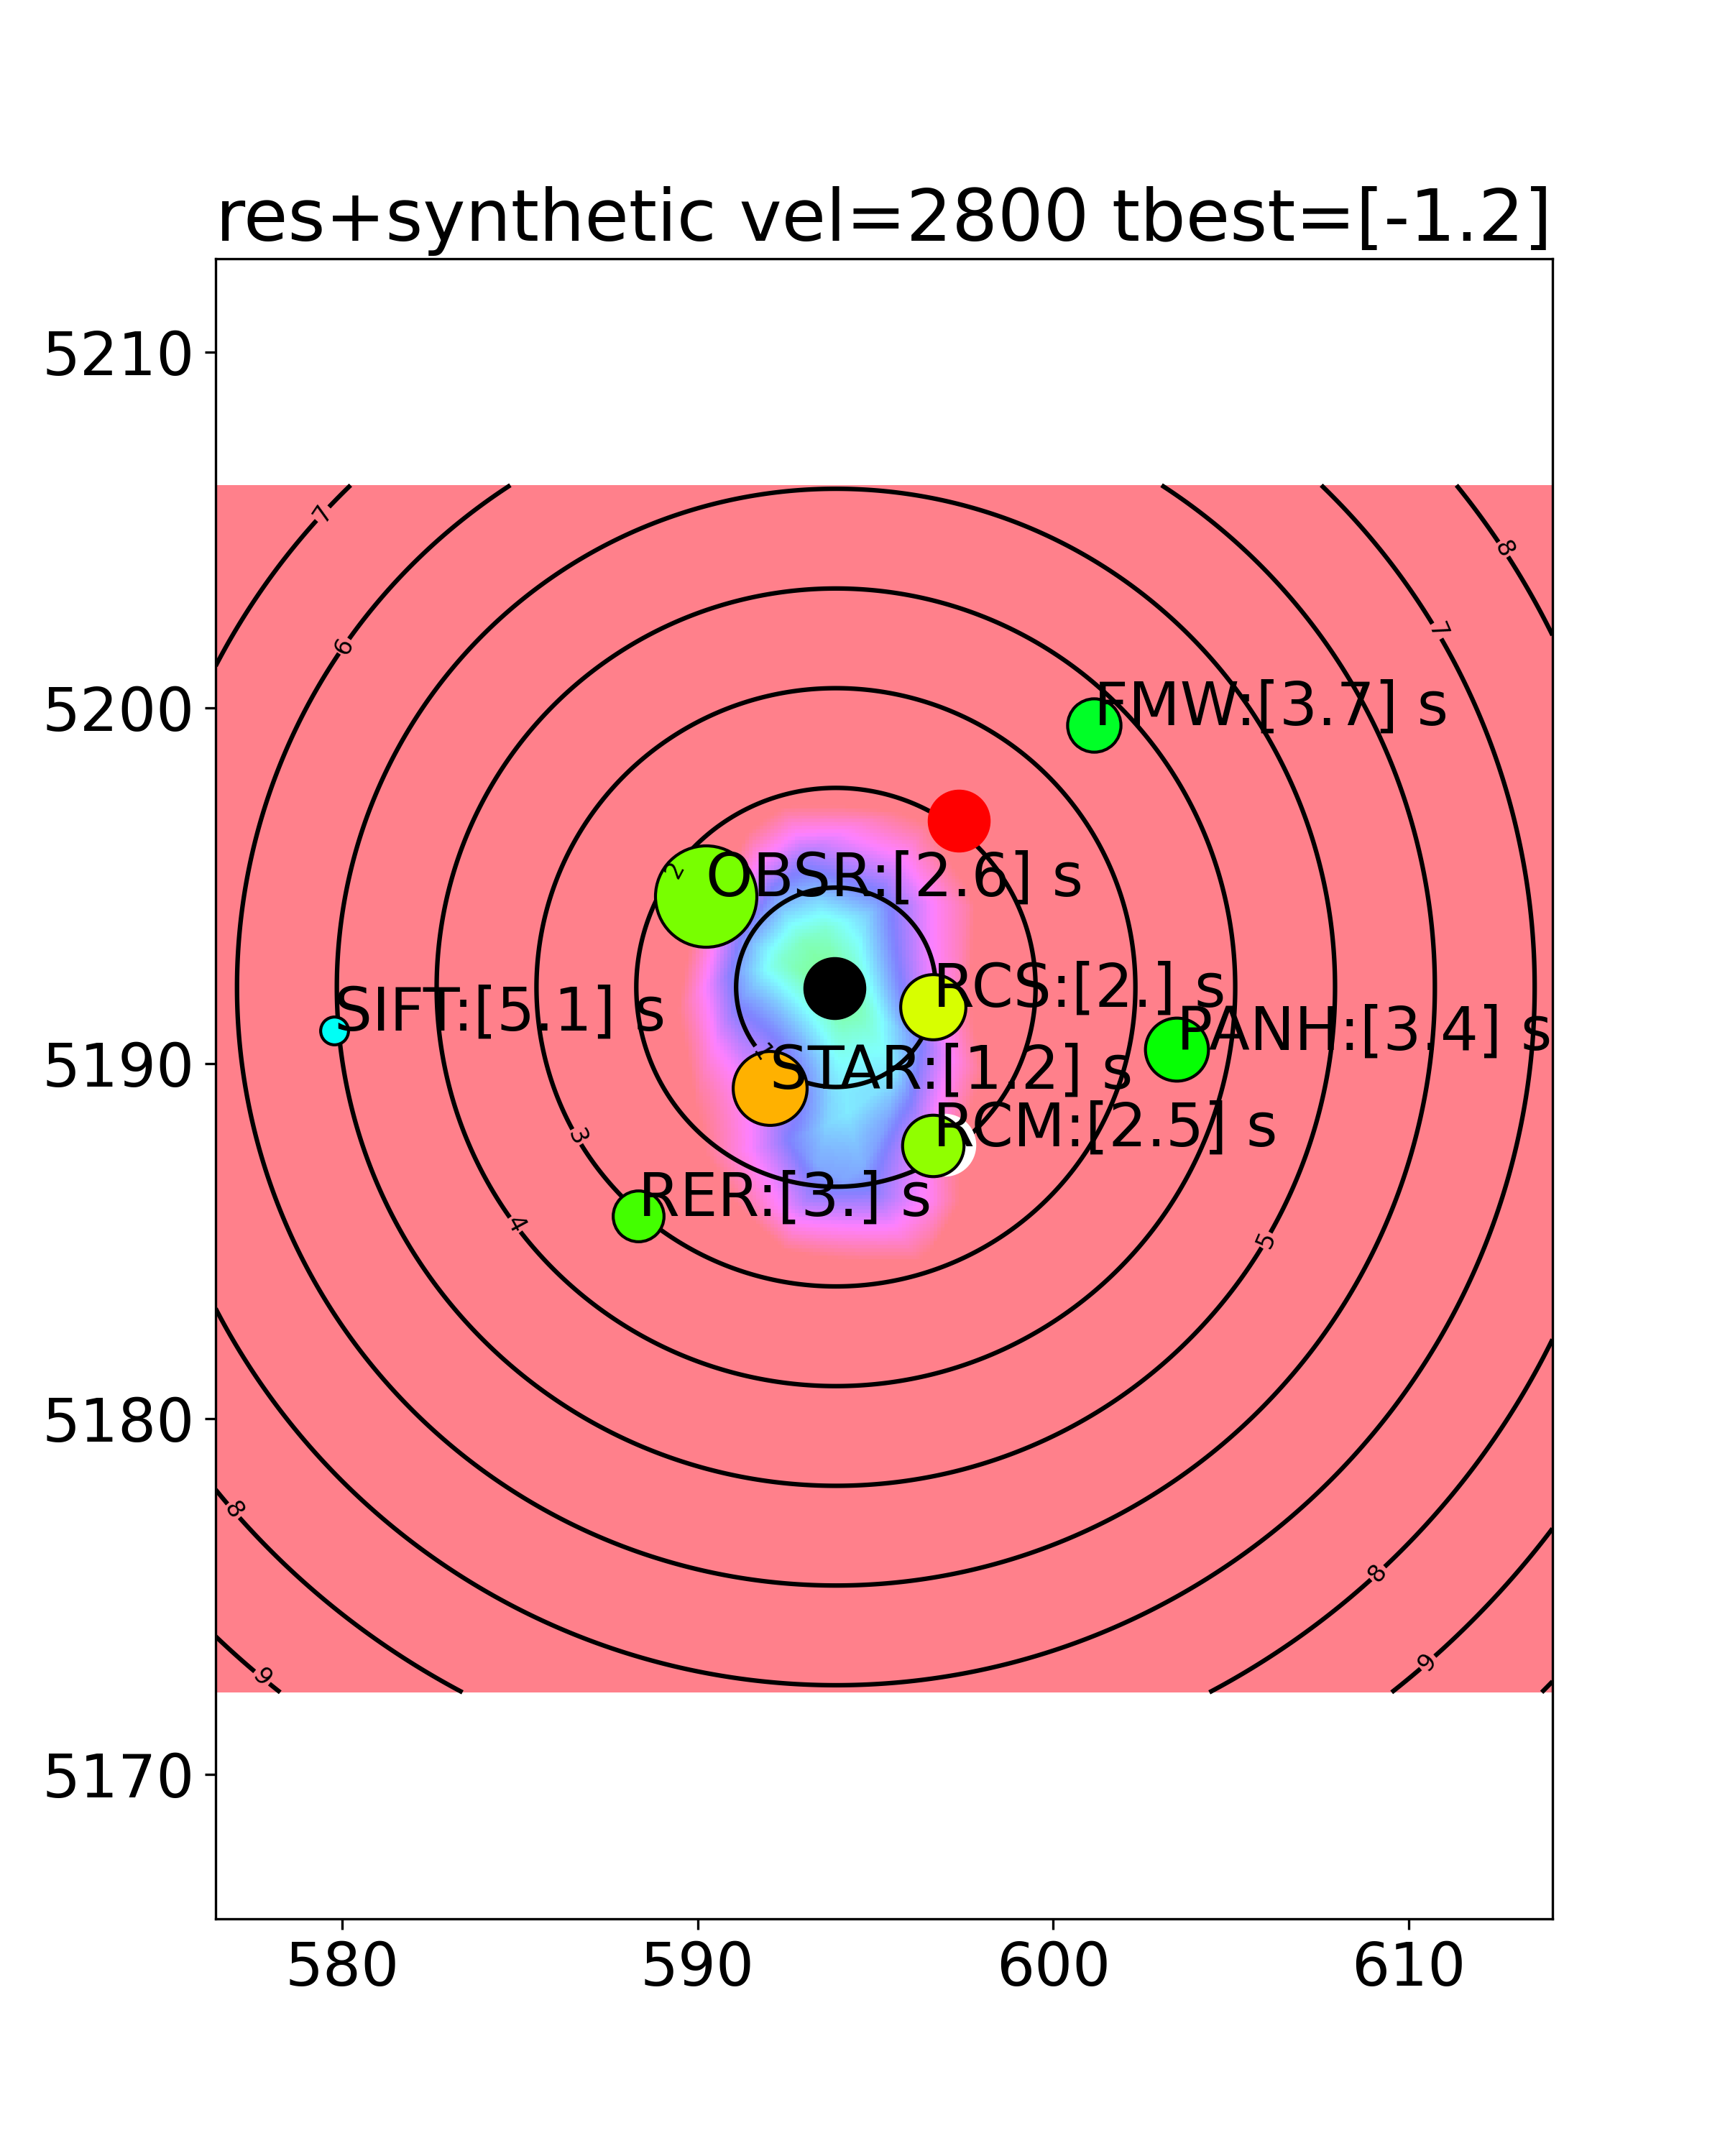 res+synthetic vel=2800 tbest=[-1.2]
5210
7
8
7
6
5200
FMW:[3.7] s
2
OBSR:[2.6] s
RCS:[2.] s
SIFT:[5.1] s
PANH:[3.4] s
5190
1
STAR:[1.2] s
RCM:[2.5] s
3
RER:[3.] s
4
5
5180
8
8
9
9
5170
580
590
600
610